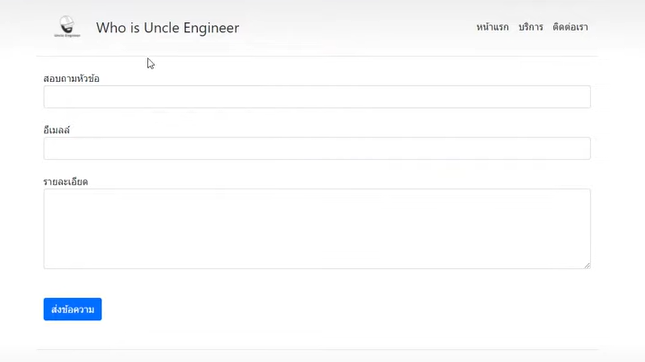 Uncle Engineer
Who is Uncle Engineer
หน้าแรก บริการ ติดต่อเรา
สอบถามหัวข้อ
อีเมลล์
รายละเอียด
ส่งข้อความ